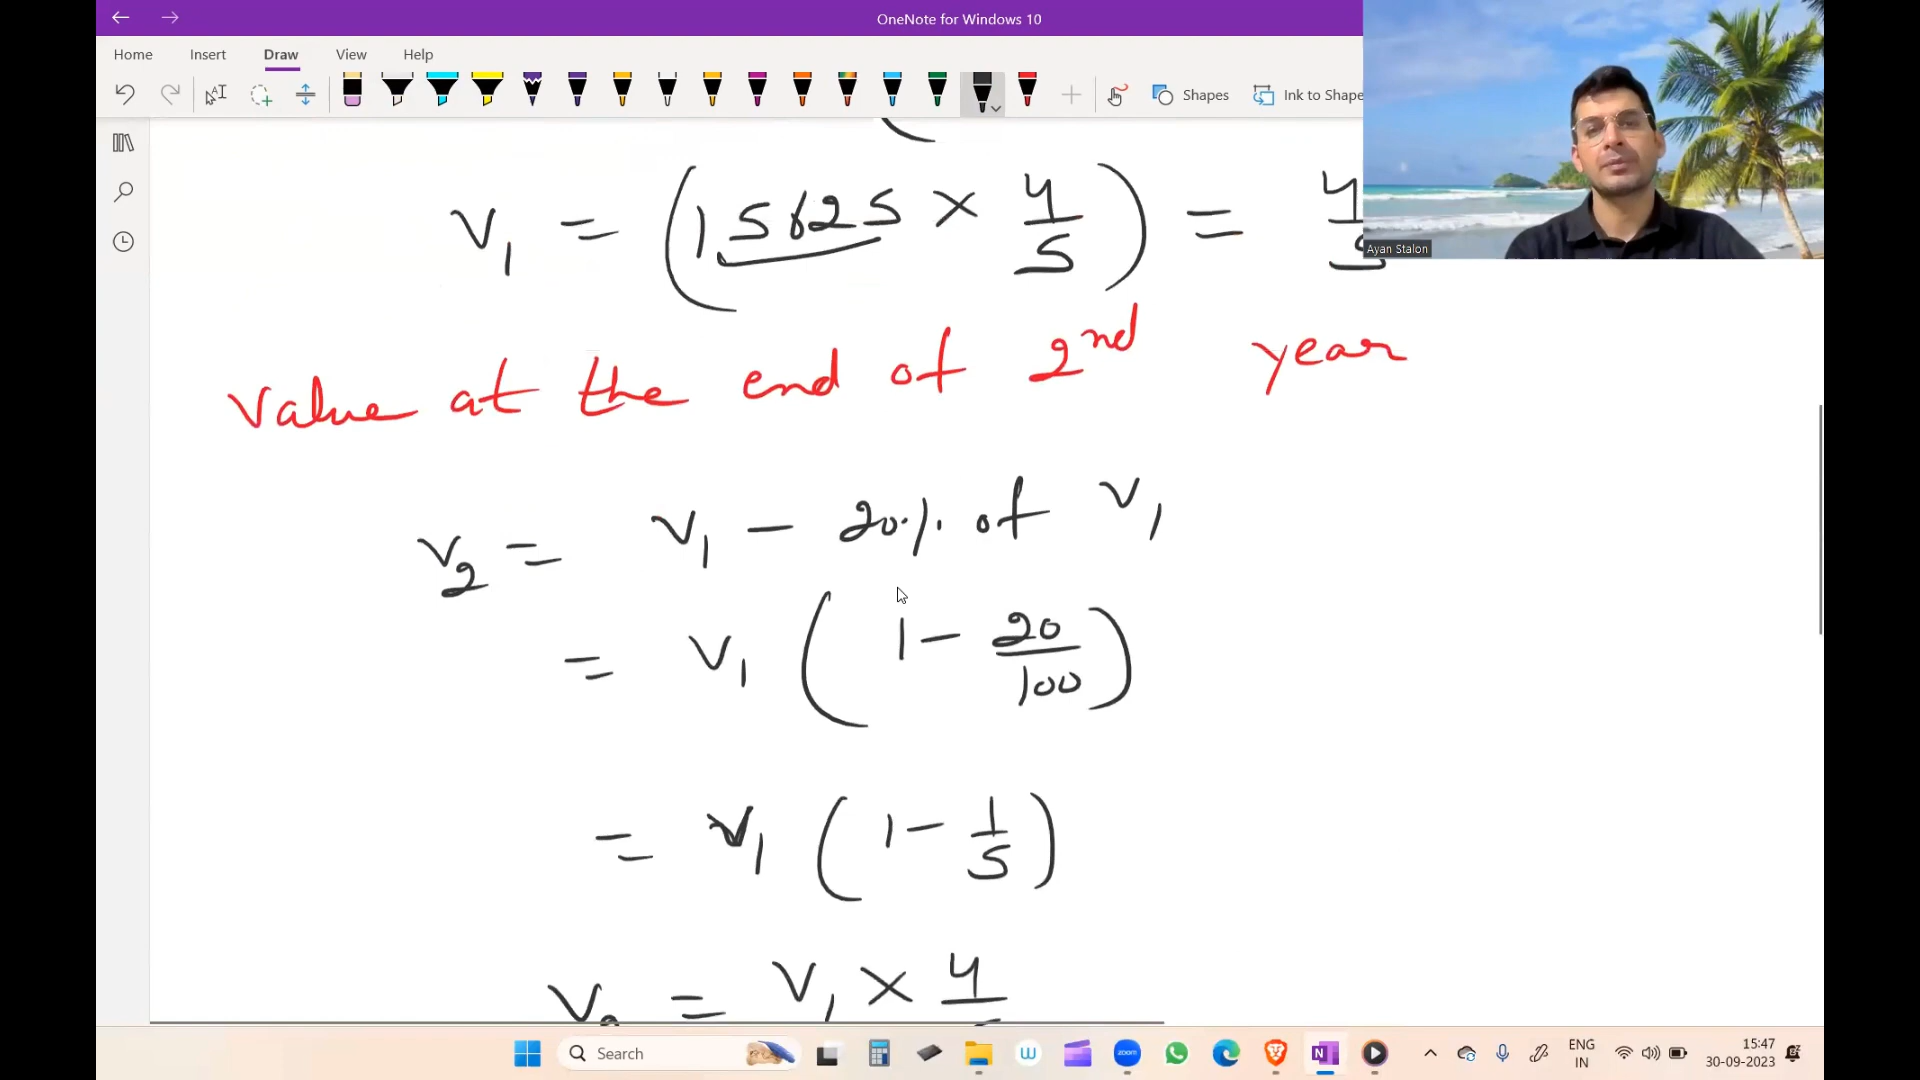 OneNote for Windows 10
Home Insert Draw View Help
Shapes Ink to Shape
Ayan Stalon
V1 = (15625 × 4/5) = 4/5
Value at the end of 2nd year
V2 = V1 - 20% of V1
= V1 (1 - 20/100)
= V1 (1 - 1/5)
V2 = V1 × 4
Search
zoom
ENG
IN
15:47
30-09-2023